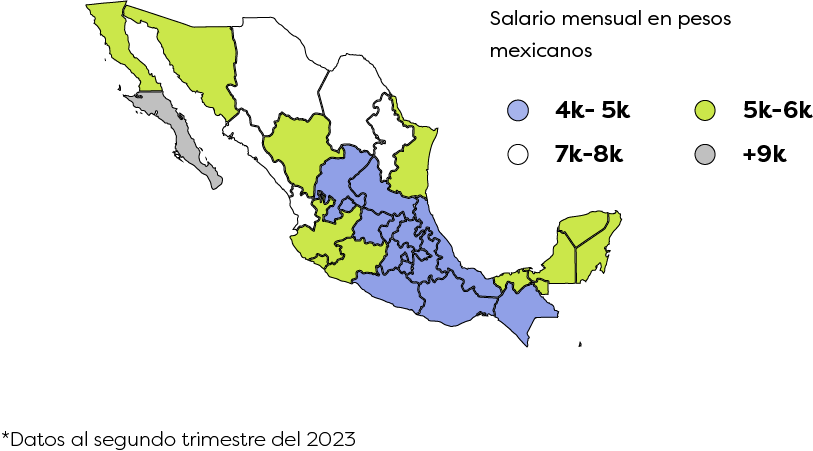 Salario mensual en pesos
mexicanos
4k- 5k
5k-6k
7k-8k
+9k
*Datos al segundo trimestre del 2023